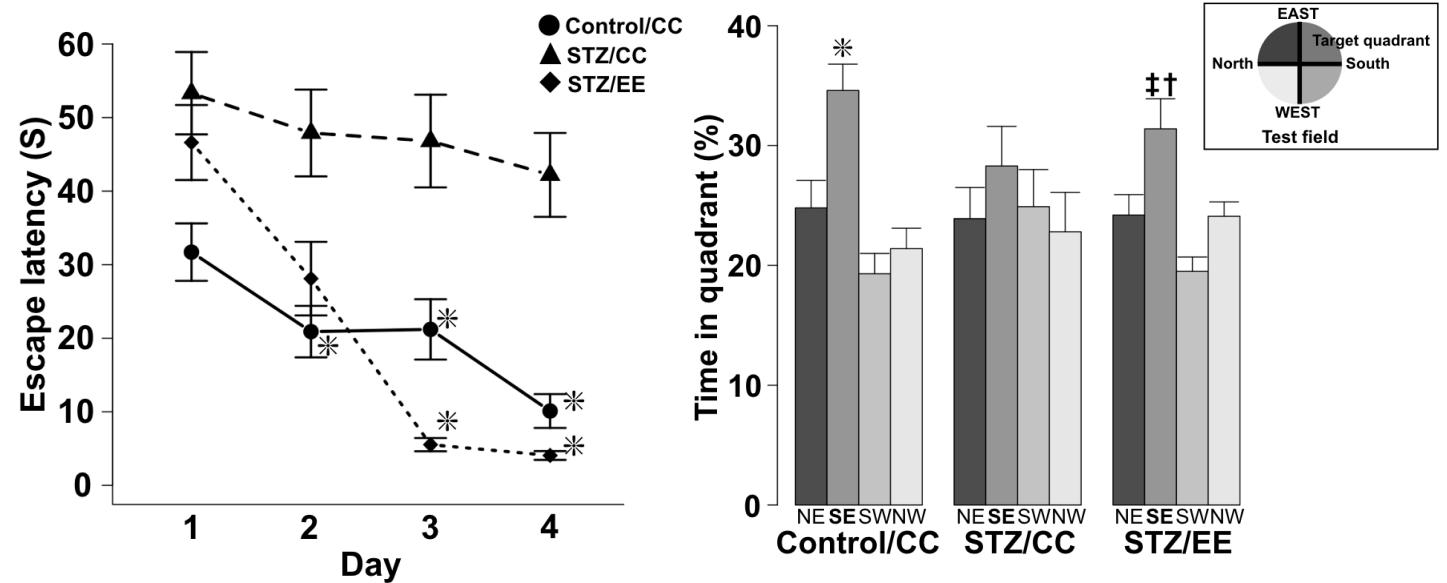 Control/CC
STZ/CC
STZ/EE
Escape latency (S)
60
50
40
30
20
10
0
❊
❊
❊
❊
❊
1 2 3 4
Day
Time in quadrant (%)
40
30
20
10
0
❊
‡†
NE SE SW NW NE SE SW NW NE SE SW NW
Control/CC STZ/CC STZ/EE
EAST
Target quadrant
North South
WEST
Test field